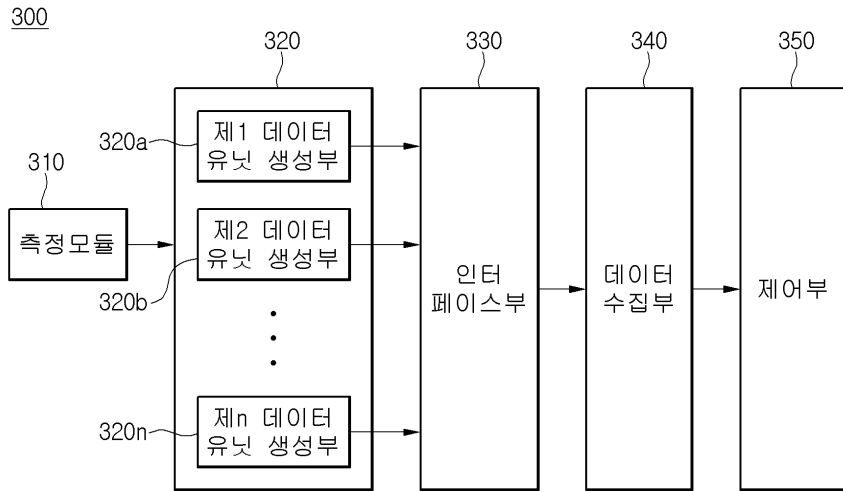 300
320
330
340
350
제1 데이터
유닛 생성부
320a
310
측정모듈
제2 데이터
유닛 생성부
320b
인터
페이스부
데이터
수집부
제어부
제n 데이터
유닛 생성부
320n